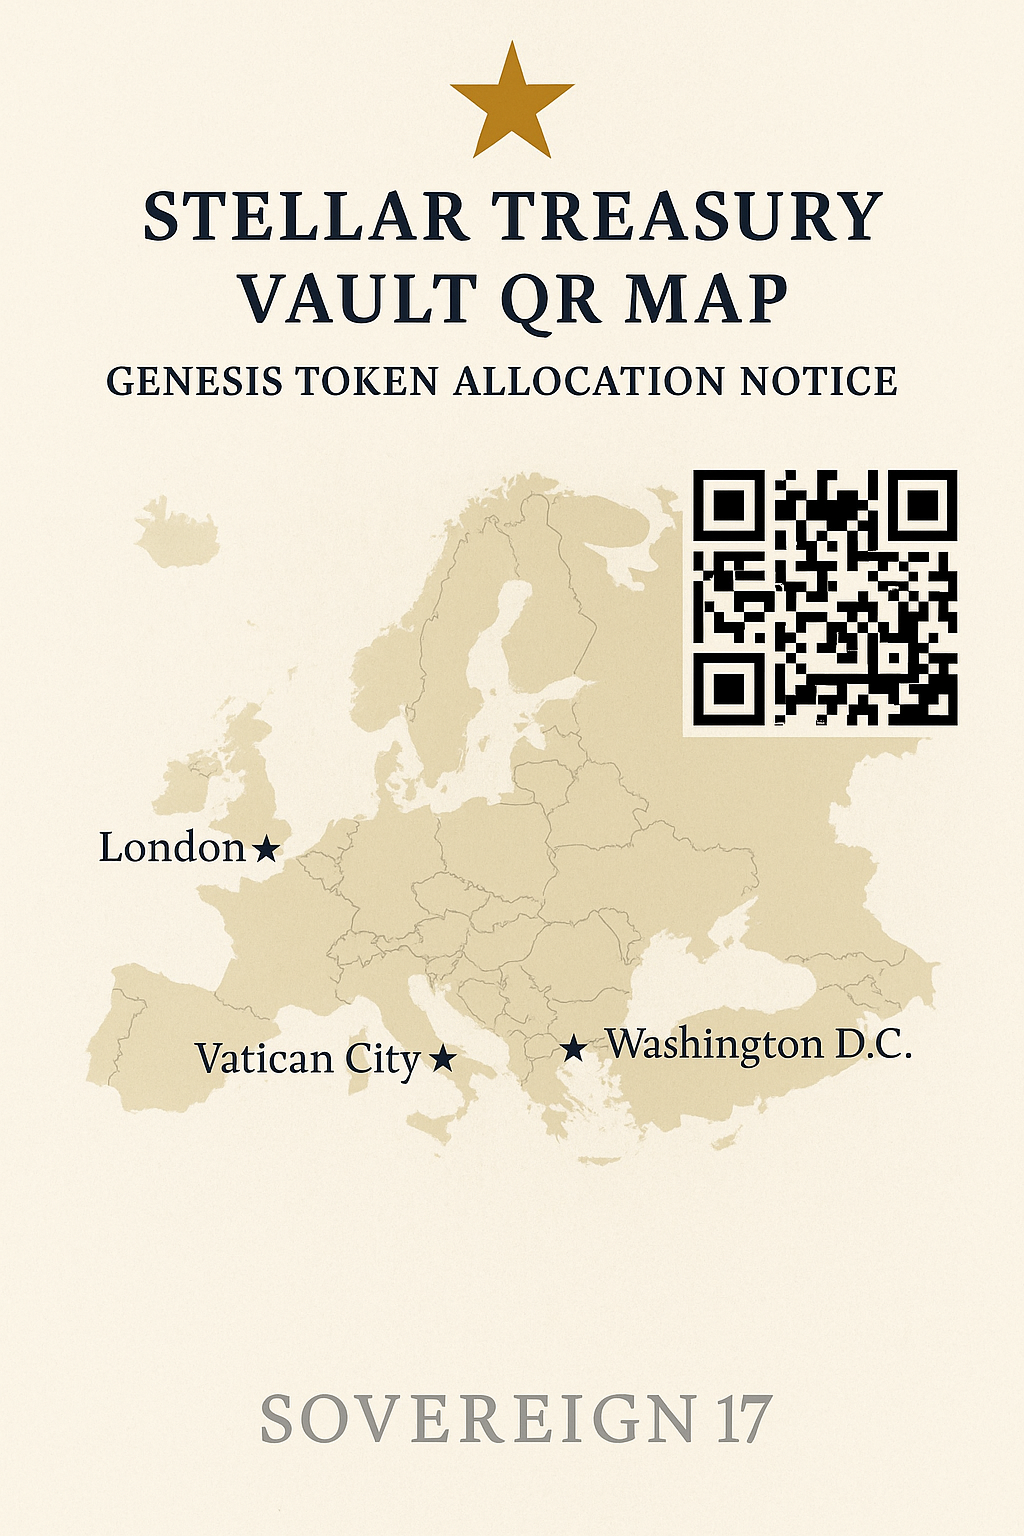 STELLAR TREASURY
VAULT QR MAP
GENESIS TOKEN ALLOCATION NOTICE
London
Vatican City
Washington D.C.
SOVEREIGN 17